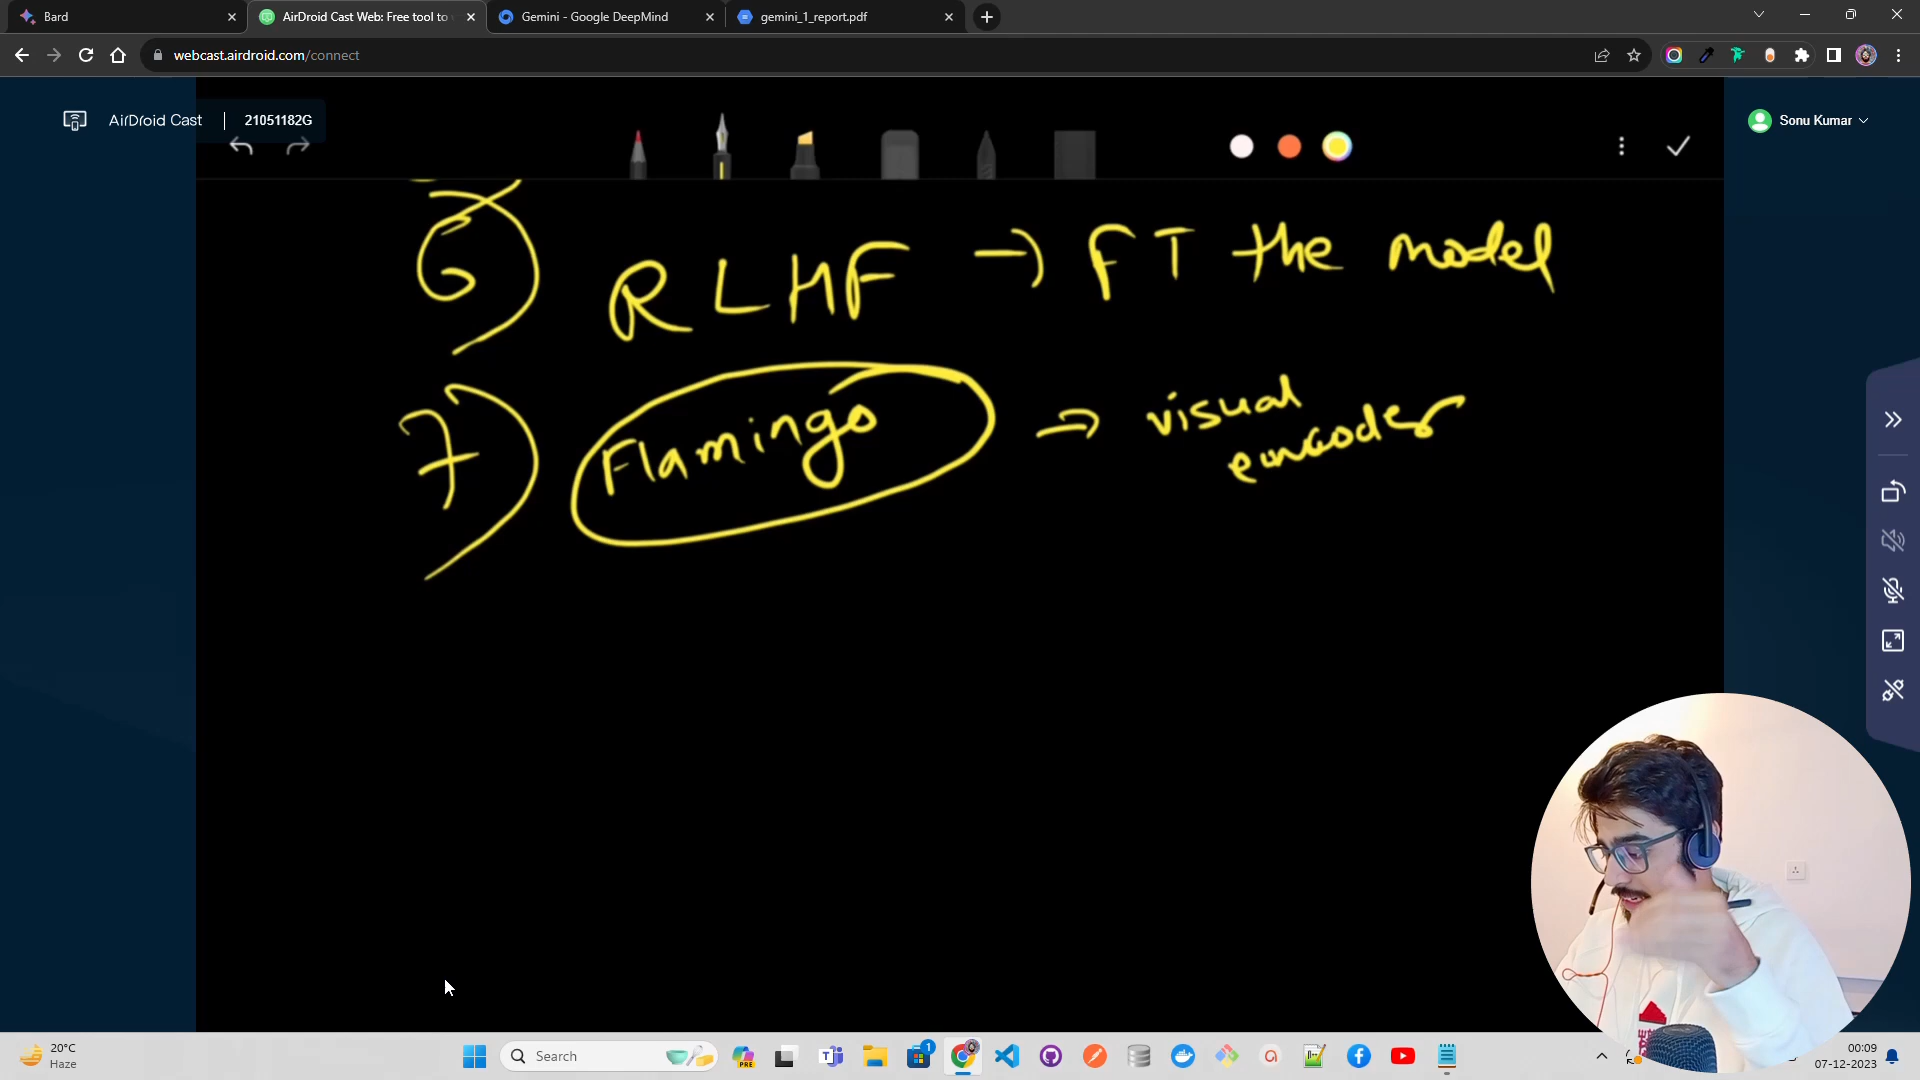 Bard
AirDroid Cast Web: Free tool to
Gemini - Google DeepMind
gemini_1_report.pdf
webcast.airdroid.com/connect
AirDroid Cast | 21051182G
Sonu Kumar
6) RLHF → FT the model
7) Flamingo → visual
encoder
20°C
Haze
Search
PRE
1
00:09
07-12-2023